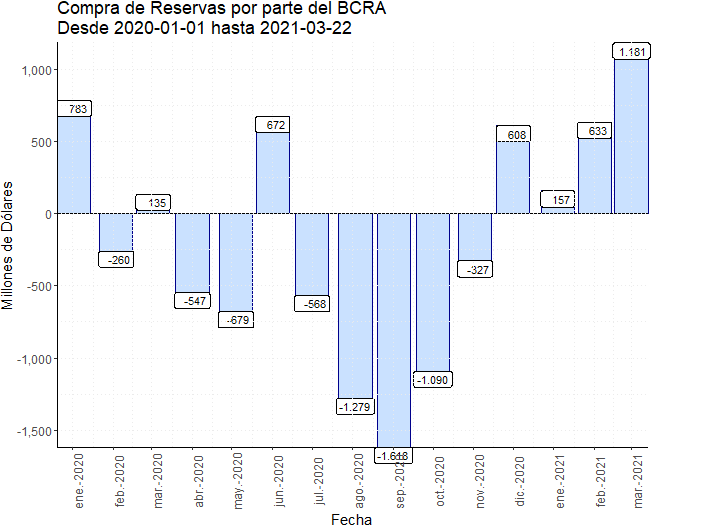 Compra de Reservas por parte del BCRA
Desde 2020-01-01 hasta 2021-03-22
Millones de Dólares
1,000
500
0
-500
-1,000
-1,500
783
-260
135
-547
-679
672
-568
-1.279
-1.618
-1.090
-327
608
157
633
1.181
ene.-2020
feb.-2020
mar.-2020
abr.-2020
may.-2020
jun.-2020
jul.-2020
ago.-2020
sep.-2020
oct.-2020
nov.-2020
dic.-2020
ene.-2021
feb.-2021
mar.-2021
Fecha